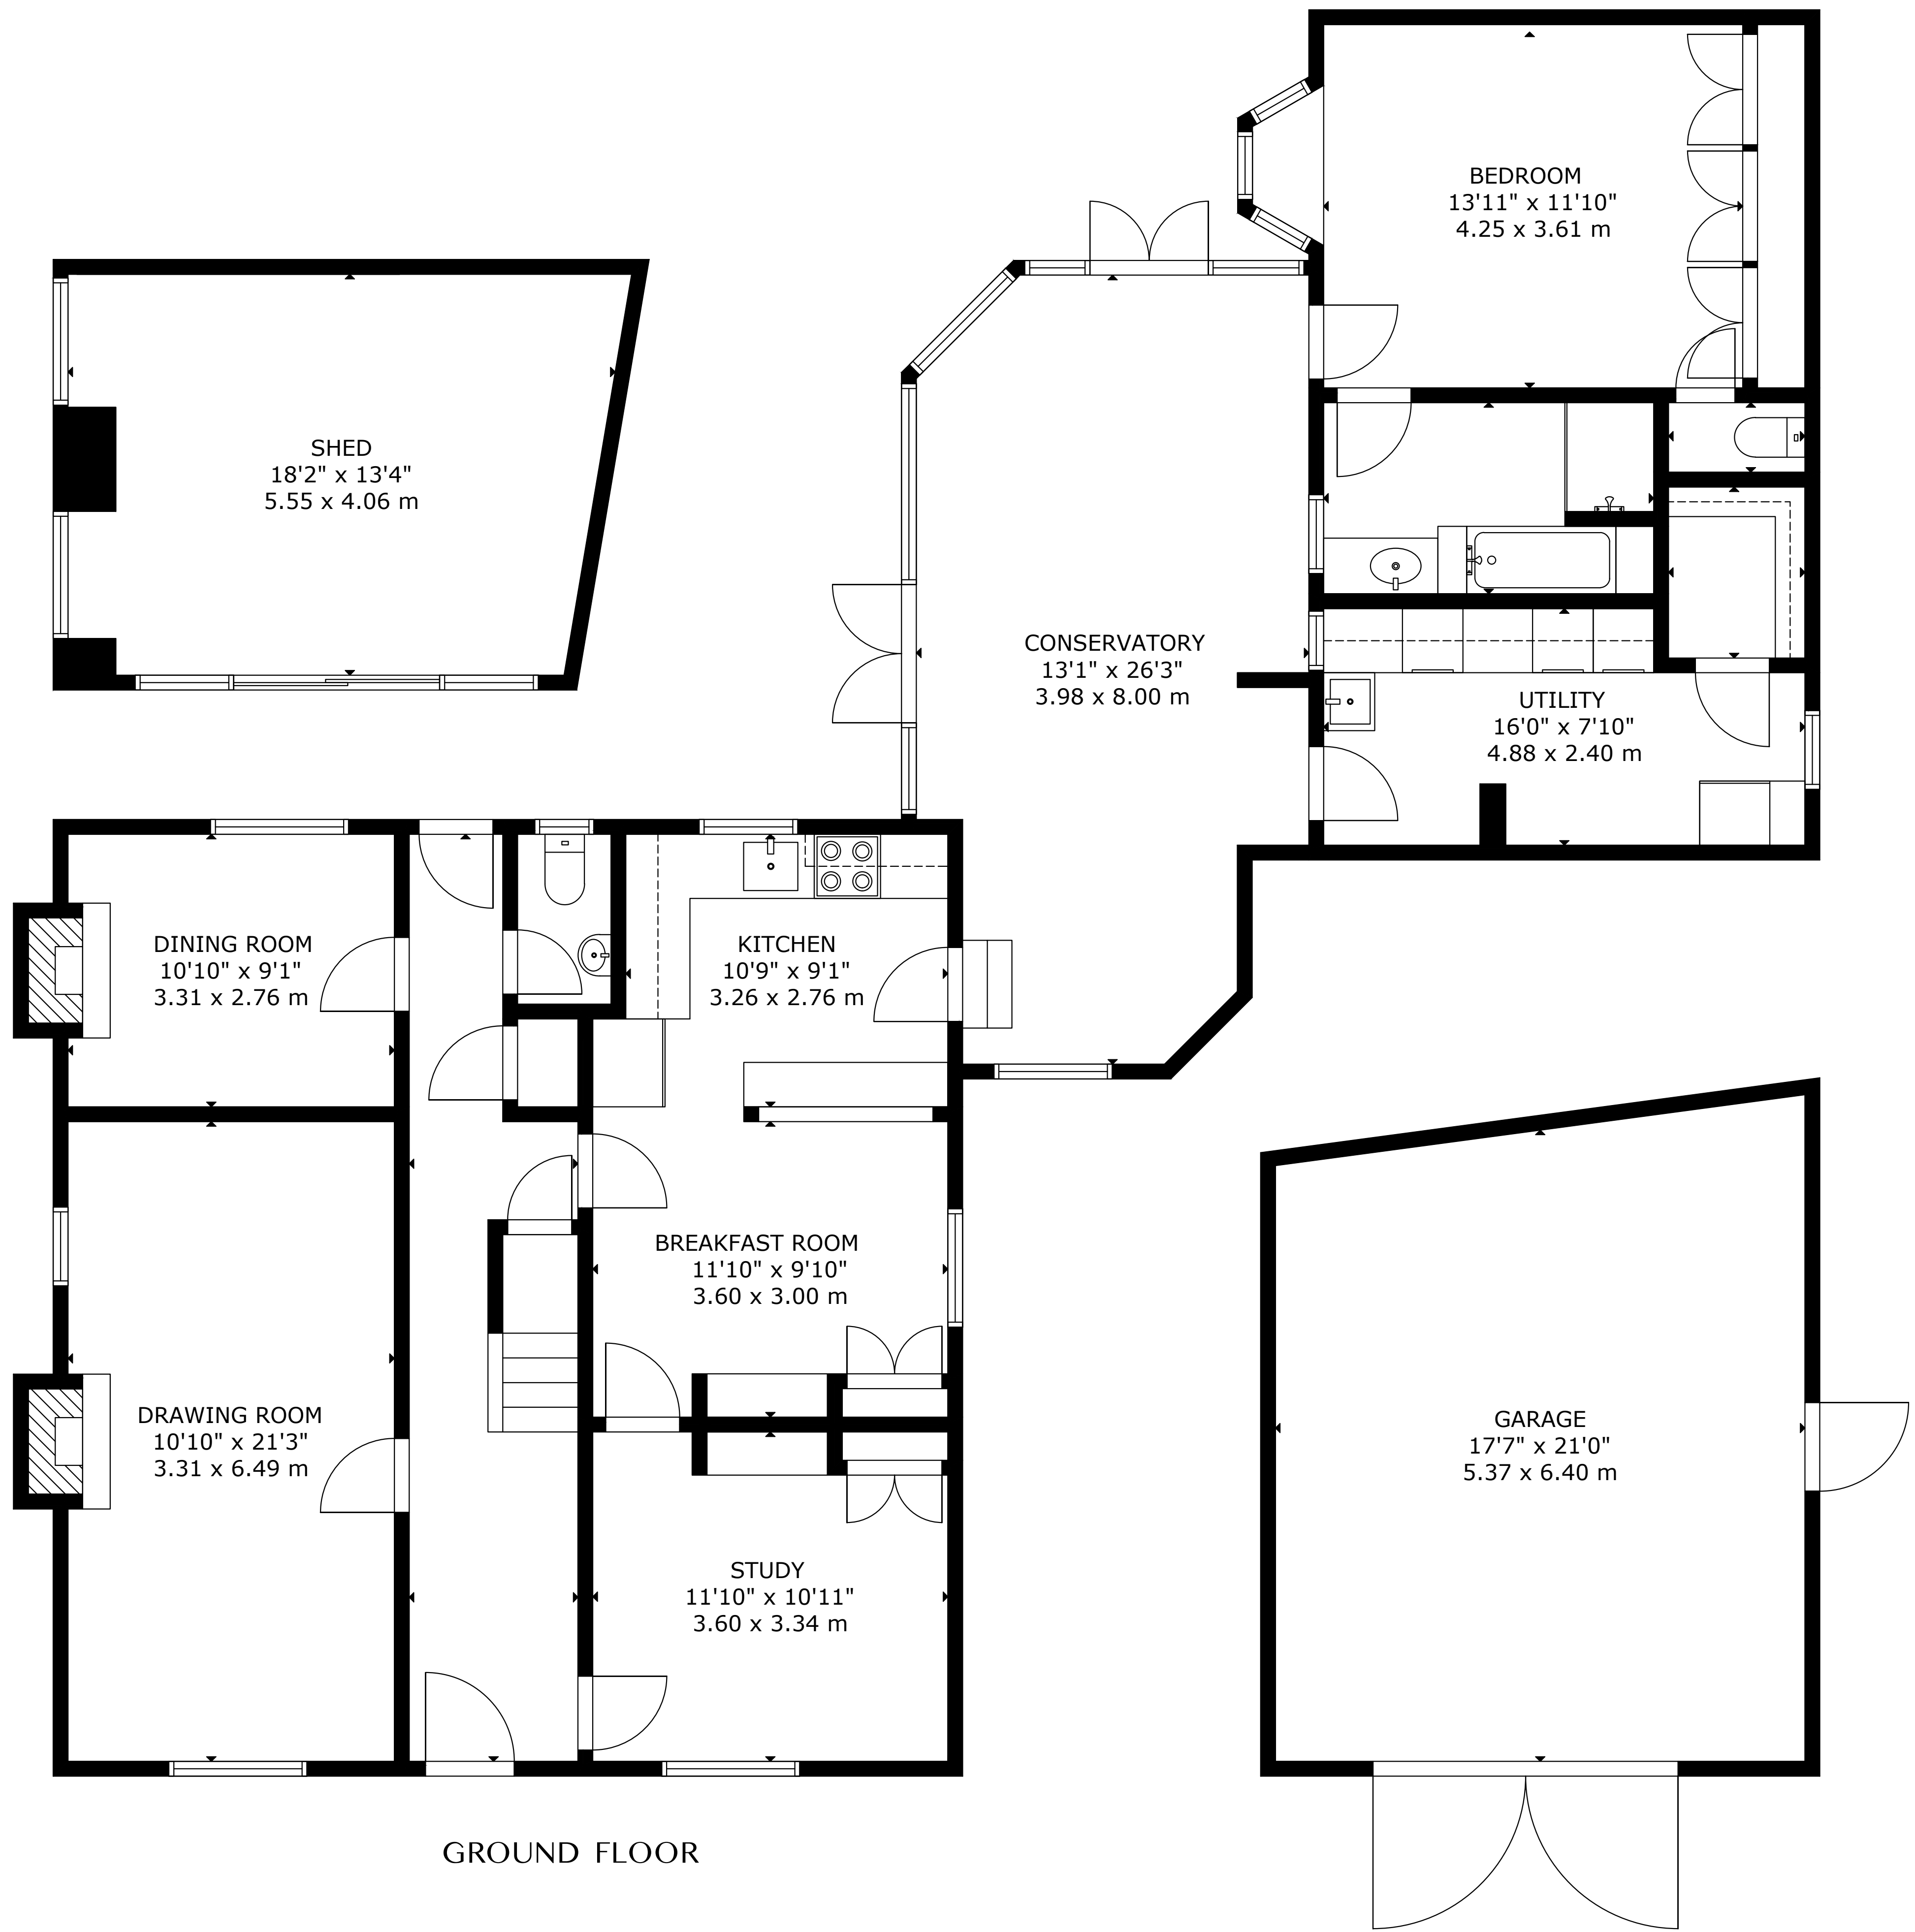 BEDROOM
13'11" x 11'10"
4.25 x 3.61 m
SHED
18'2" x 13'4"
5.55 x 4.06 m
CONSERVATORY
13'1" x 26'3"
3.98 x 8.00 m
UTILITY
16'0" x 7'10"
4.88 x 2.40 m
DINING ROOM
10'10" x 9'1"
3.31 x 2.76 m
KITCHEN
10'9" x 9'1"
3.26 x 2.76 m
BREAKFAST ROOM
11'10" x 9'10"
3.60 x 3.00 m
DRAWING ROOM
10'10" x 21'3"
3.31 x 6.49 m
GARAGE
17'7" x 21'0"
5.37 x 6.40 m
STUDY
11'10" x 10'11"
3.60 x 3.34 m
GROUND FLOOR